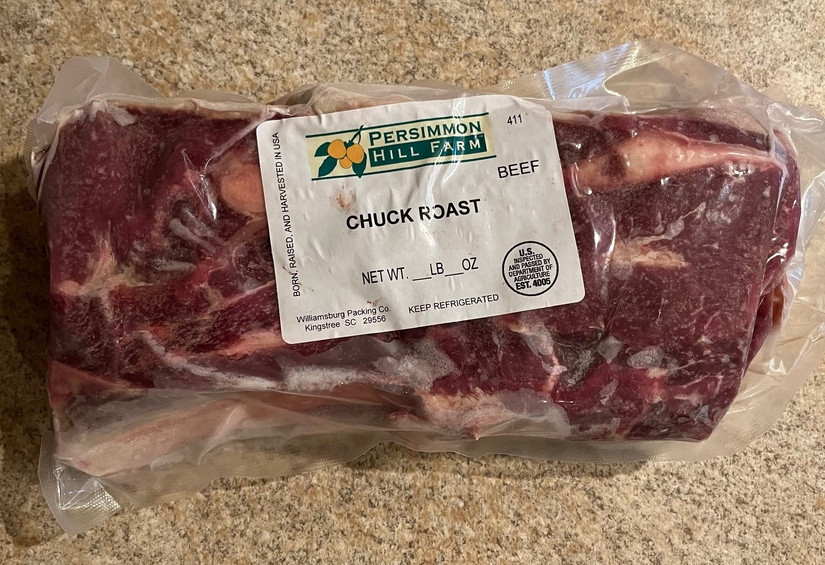 BORN, RAISED, AND HARVESTED IN USA
PERSIMMON
HILL FARM
411
BEEF
CHUCK ROAST
NET WT. __LB__OZ
U.S.
INSPECTED
AND PASSED BY
DEPARTMENT OF
AGRICULTURE
EST. 4005
Williamsburg Packing Co.
Kingstree SC 29556
KEEP REFRIGERATED